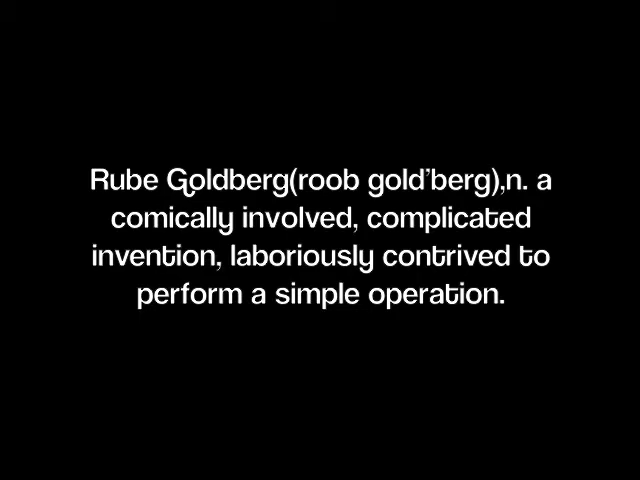 Rube Goldberg(roob gold'berg),n. a
comically involved, complicated
invention, laboriously contrived to
perform a simple operation.